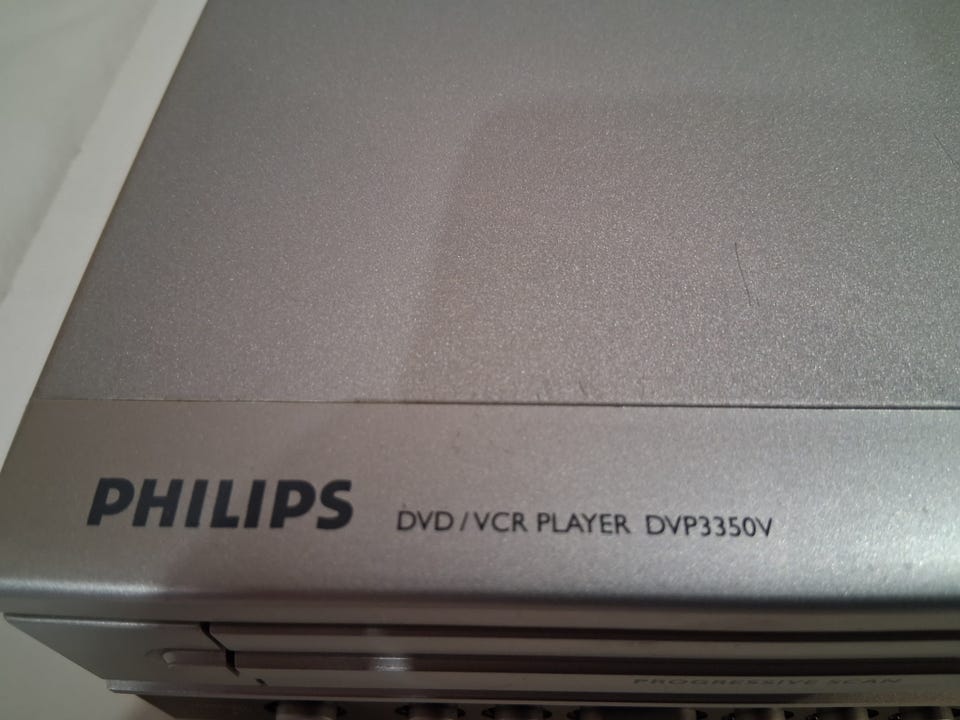 PHILIPS DVD/VCR PLAYER DVP3350V
PROGRESSIVE SCAN